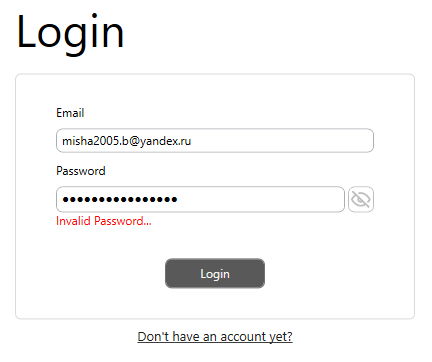 Login
Email
misha2005.b@yandex.ru
Password
●●●●●●●●●●●●●●●●
Invalid Password...
Login
Don't have an account yet?